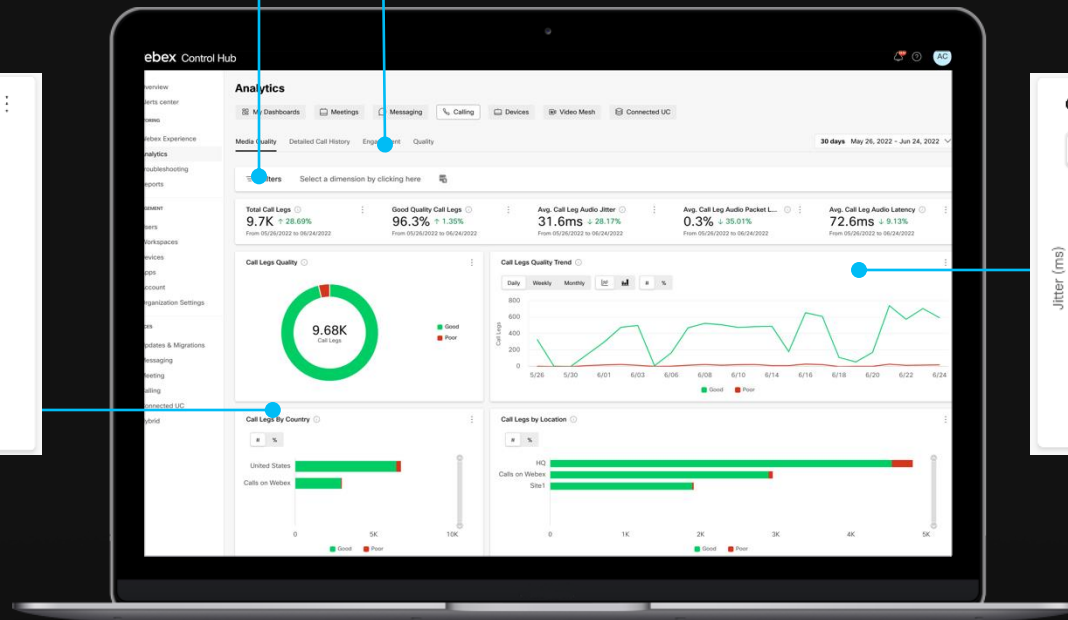 ebex Control Hub
AC
verview
lerts center
Webex Experience
nalytics
roubleshooting
eports
sers
Workspaces
evices
pps
ccount
rganization Settings
pdates & Migrations
essaging
eeting
alling
onnected UC
ybrid
Analytics
My Dashboards Meetings Messaging Calling Devices Video Mesh Connected UC
Media Quality Detailed Call History Engagement Quality 30 days May 26, 2022 - Jun 24, 2022
Filters Select a dimension by clicking here
Total Call Legs Good Quality Call Legs Avg. Call Leg Audio Jitter Avg. Call Leg Audio Packet L... Avg. Call Leg Audio Latency
9.7K ↑ 28.69% 96.3% ↑ 1.35% 31.6ms ↓ 28.17% 0.3% ↓ 35.01% 72.6ms ↓ 9.13%
From 05/26/2022 to 06/24/2022 From 05/26/2022 to 06/24/2022 From 05/26/2022 to 06/24/2022 From 05/26/2022 to 06/24/2022 From 05/26/2022 to 06/24/2022
Call Legs Quality
9.68K
Call Legs
Good
Poor
Call Legs Quality Trend
Daily Weekly Monthly # %
Call Legs
800
600
400
200
0
5/26 5/30 6/01 6/03 6/06 6/08 6/10 6/14 6/16 6/18 6/20 6/22 6/24
Good Poor
Call Legs By Country
# %
United States
Calls on Webex
0 5K 10K
Good Poor
Call Legs by Location
# %
HQ
Calls on Webex
Site1
0 1K 2K 3K 4K 5K
Good Poor
Jitter (ms)